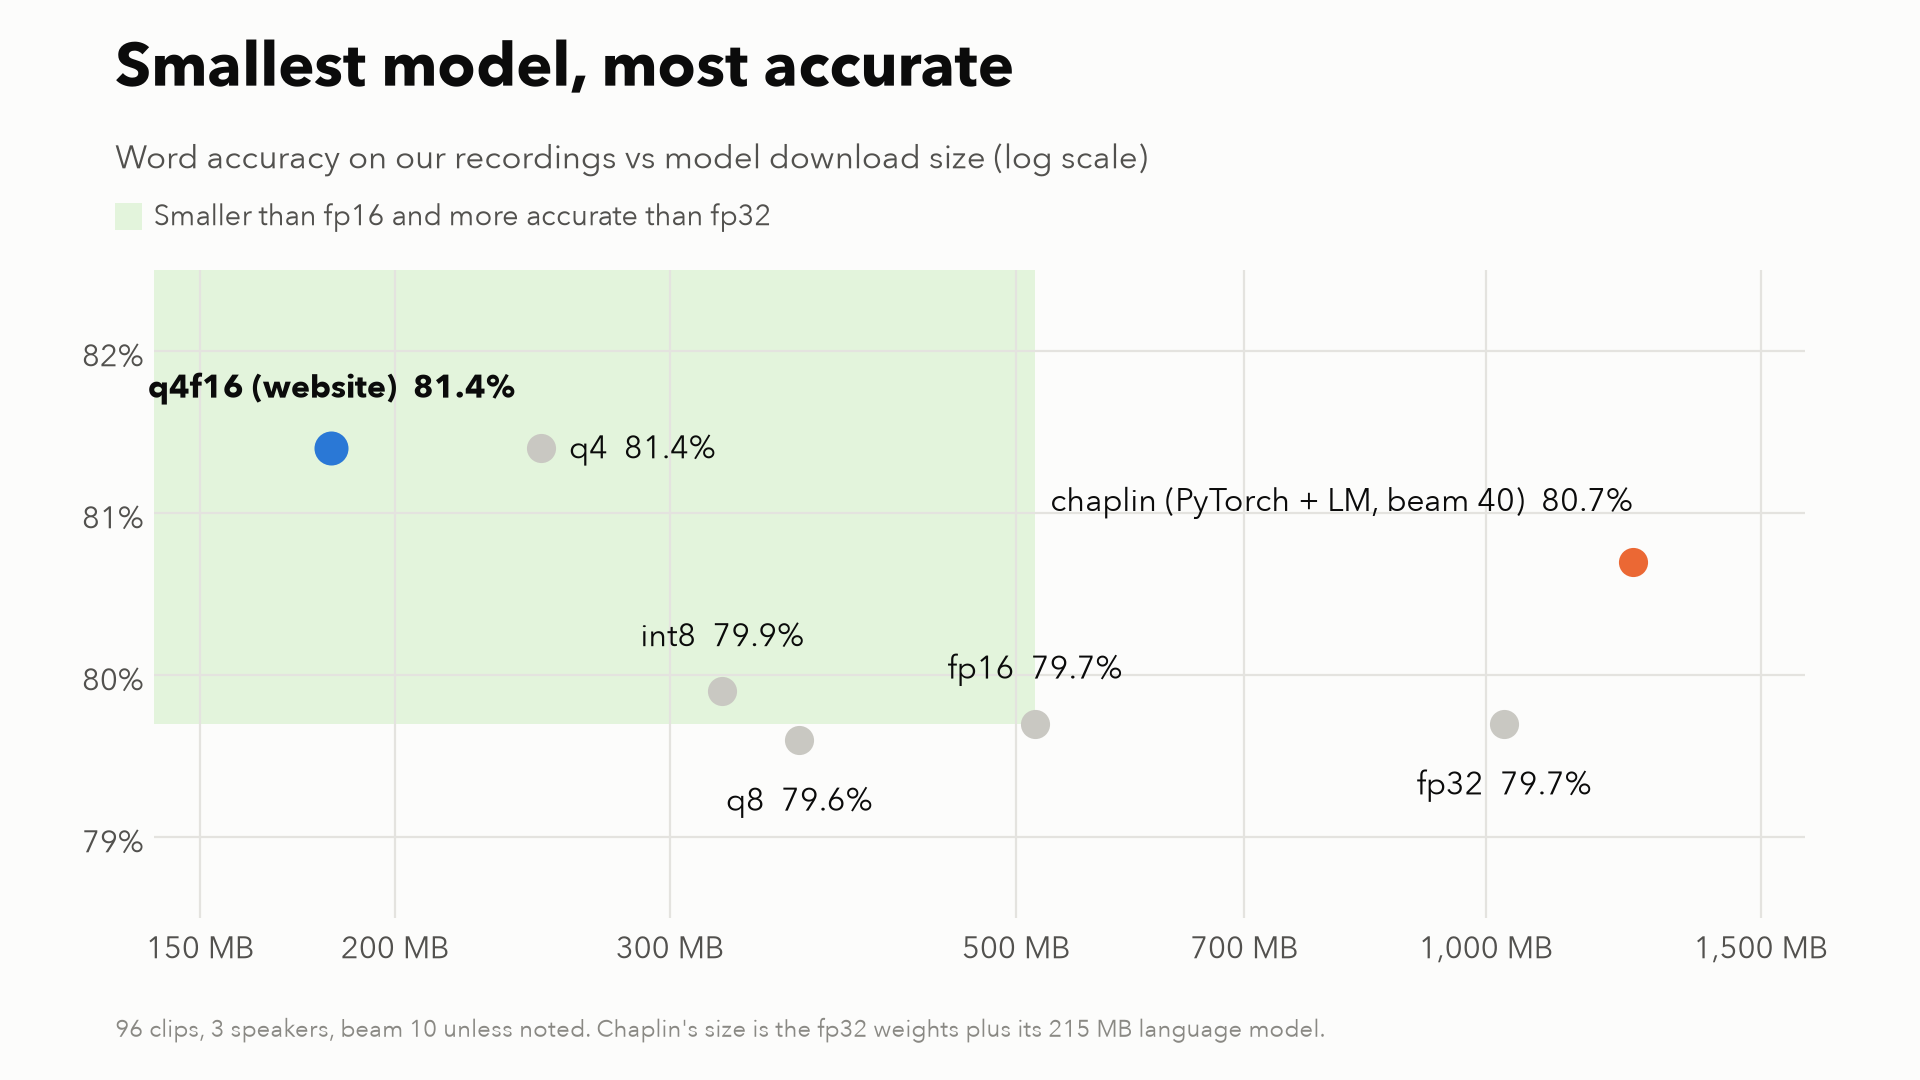 Smallest model, most accurate
Word accuracy on our recordings vs model download size (log scale)
Smaller than fp16 and more accurate than fp32
82%
q4f16 (website) 81.4%
q4 81.4%
chaplin (PyTorch + LM, beam 40) 80.7%
81%
int8 79.9%
fp16 79.7%
80%
fp32 79.7%
q8 79.6%
79%
150 MB
200 MB
300 MB
500 MB
700 MB
1,000 MB
1,500 MB
96 clips, 3 speakers, beam 10 unless noted. Chaplin's size is the fp32 weights plus its 215 MB language model.